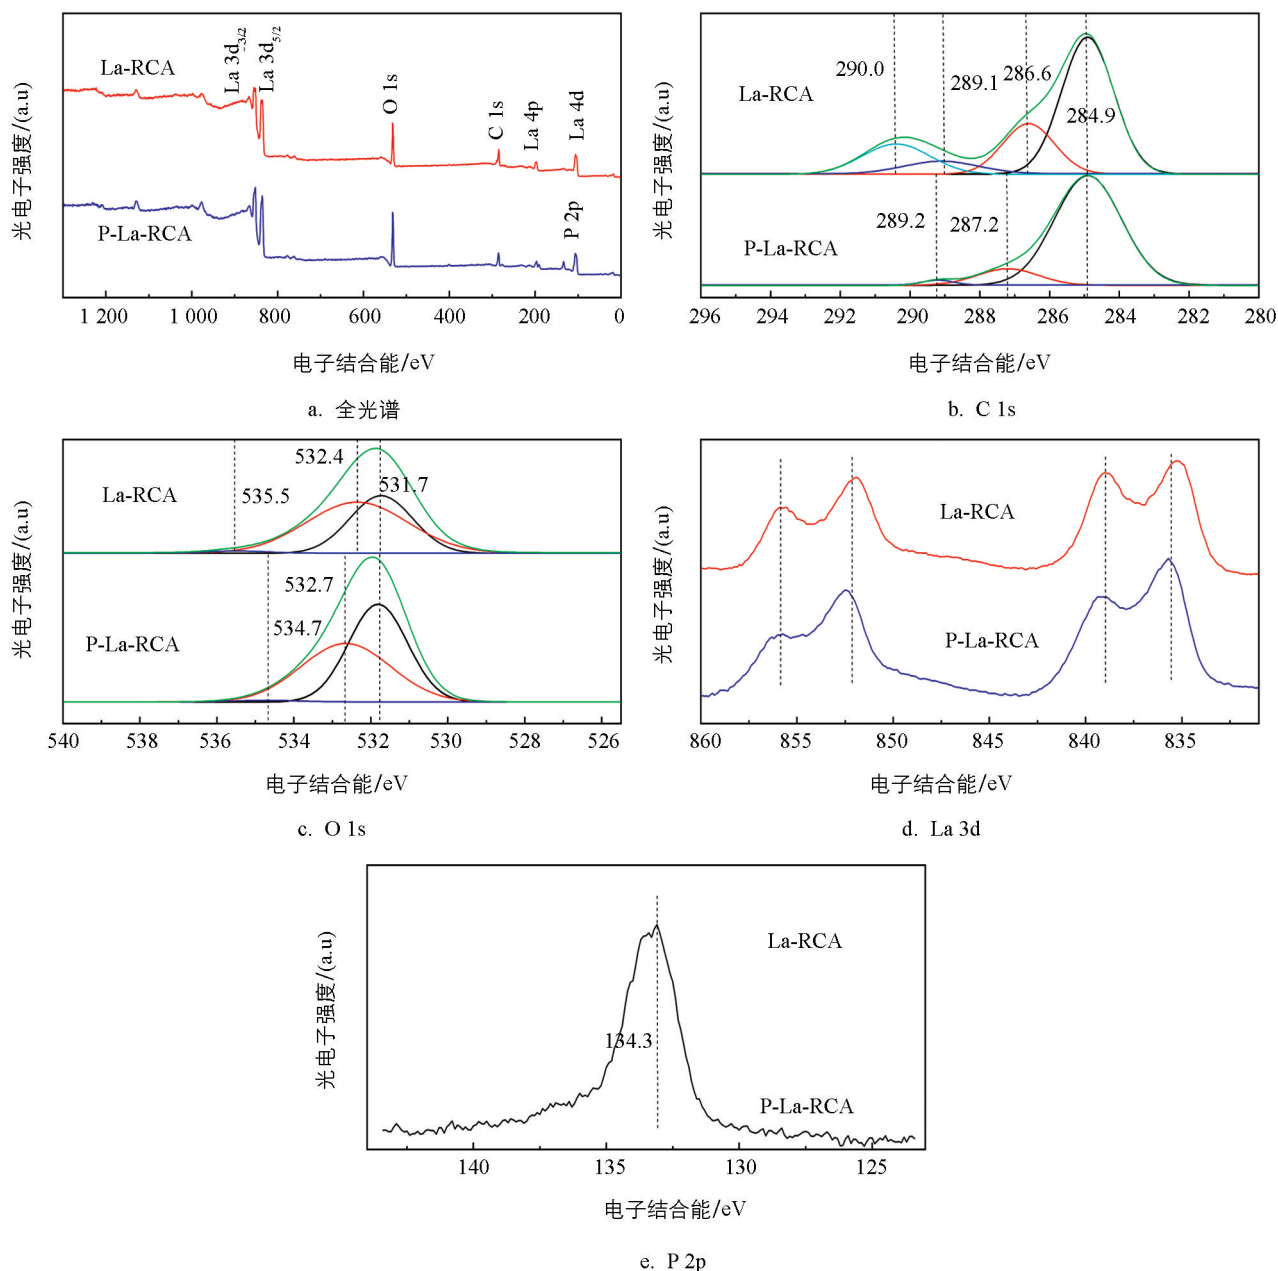 La-RCA
La 3d3/2
La 3d5/2
O 1s
C 1s
La 4p
La 4d
P-La-RCA
P 2p
光电子强度/(a.u)
1 200 1 000 800 600 400 200 0
电子结合能/eV
a. 全光谱
290.0
289.1
286.6
La-RCA
284.9
289.2
287.2
P-La-RCA
光电子强度/(a.u)
296 294 292 290 289 286 284 282 280
电子结合能/eV
b. C 1s
532.4
La-RCA
535.5
531.7
532.7
534.7
P-La-RCA
光电子强度/(a.u)
540 538 536 534 532 530 528 526
电子结合能/eV
c. O 1s
La-RCA
P-La-RCA
光电子强度/(a.u)
860 855 850 845 840 835
电子结合能/eV
d. La 3d
La-RCA
134.3
P-La-RCA
光电子强度/(a.u)
140 135 130 125
电子结合能/eV
e. P 2p